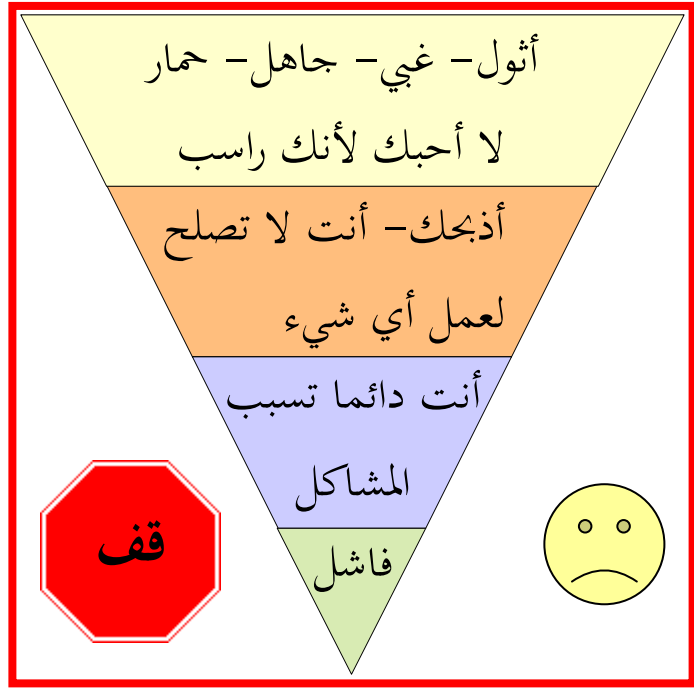 أثول- غبي- جاهل- حمار
لا أحبك لأنك راسب
أذبحك- أنت لا تصلح
لعمل أي شيء
أنت دائما تسبب
المشاكل
فاشل
قف